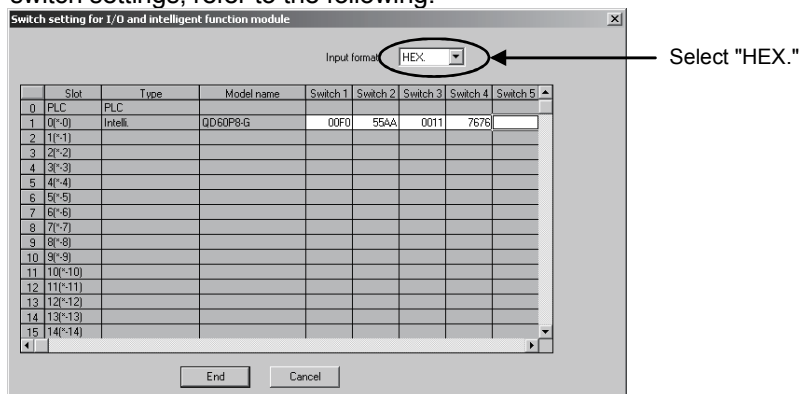 switch settings, refer to the following.
Switch setting for I/O and intelligent function module
Input format HEX.
Select "HEX."
Slot Type Model name Switch 1 Switch 2 Switch 3 Switch 4 Switch 5
0 PLC PLC
1 0(*-0) Intelli. QD60P8-G 00F0 55AA 0011 7676
2 1(*-1)
3 2(*-2)
4 3(*-3)
5 4(*-4)
6 5(*-5)
7 6(*-6)
8 7(*-7)
9 8(*-8)
10 9(*-9)
11 10(*-10)
12 11(*-11)
13 12(*-12)
14 13(*-13)
15 14(*-14)
End Cancel